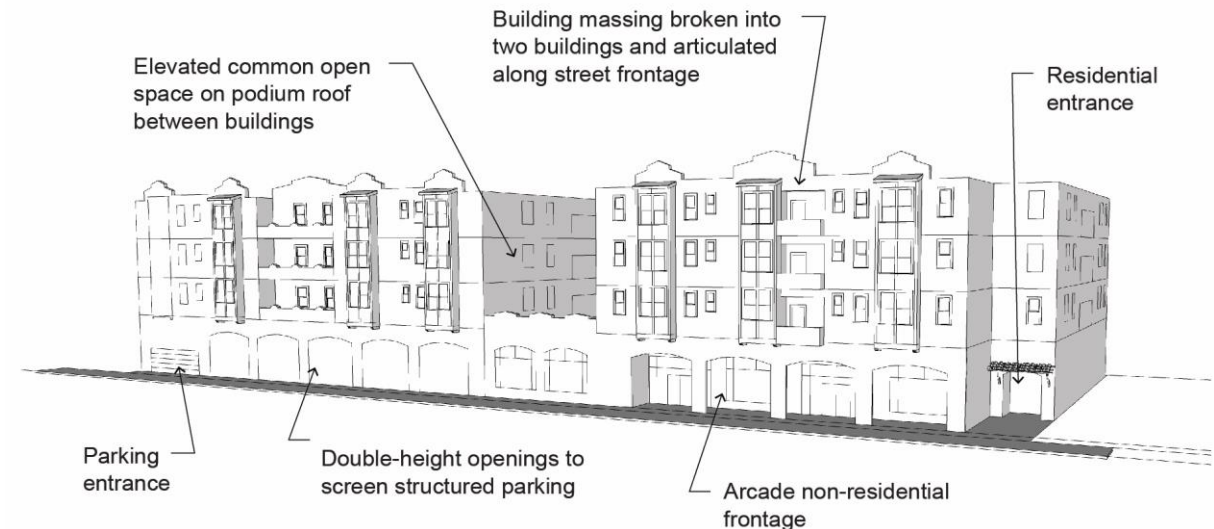 Building massing broken into
two buildings and articulated
along street frontage
Elevated common open
space on podium roof
between buildings
Residential
entrance
Parking
entrance
Double-height openings to
screen structured parking
Arcade non-residential
frontage